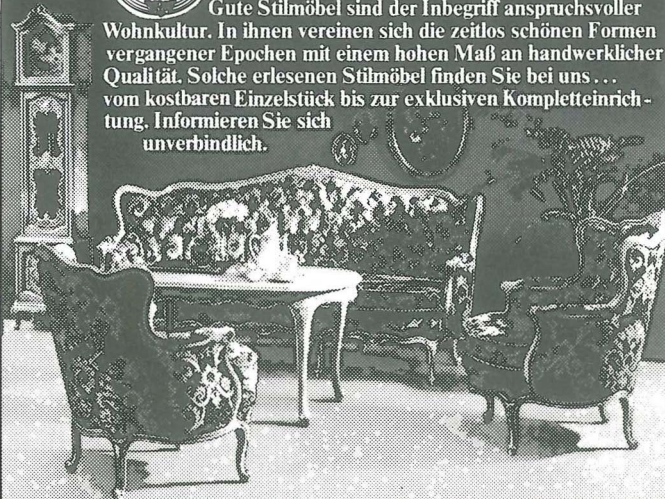 Gute Stilmöbel sind der Inbegriff anspruchsvoller
Wohnkultur. In ihnen vereinen sich die zeitlos schönen Formen
vergangener Epochen mit einem hohen Maß an handwerklicher
Qualität. Solche erlesenen Stilmöbel finden Sie bei uns...
vom kostbaren Einzelstück bis zur exklusiven Kompletteinrich-
tung. Informieren Sie sich
unverbindlich.